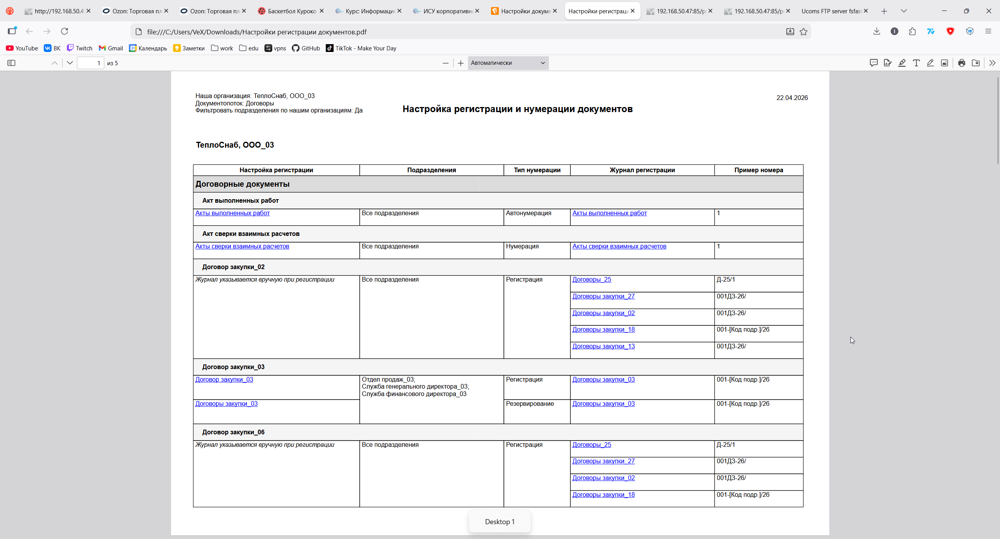 http://192.168.50.4
Ozon: Торговая пл
Ozon: Торговая пл
Баскетбол Куроко
Курс: Информаци
ИСУ корпоративн
Настройки докуме
Настройки регистраци
192.168.50.47:85/p
192.168.50.47:85/p
Ucoms FTP server fsfast
file:///C:/Users/VeX/Downloads/Настройки регистрации документов.pdf
YouTube
ВК
Twitch
Gmail
31
Календарь
Заметки
work
edu
vpns
GitHub
TikTok - Make Your Day
1 из 5
Автоматически
Наша организация: ТеплоСнаб, ООО_03
22.04.2026
Документопоток: Договоры
Фильтровать подразделения по нашим организациям: Да
Настройка регистрации и нумерации документов
ТеплоСнаб, ООО_03
Настройка регистрации Подразделения Тип нумерации Журнал регистрации Пример номера
Договорные документы
Акт выполненных работ
Акты выполненных работ Все подразделения Автонумерация Акты выполненных работ 1
Акт сверки взаимных расчетов
Акты сверки взаимных расчетов Все подразделения Нумерация Акты сверки взаимных расчетов 1
Договор закупки_02
Журнал указывается вручную при регистрации Все подразделения Регистрация Договоры_25 Д-25/1
Договоры закупки_27 001ДЗ-26/
Договоры закупки_02 001ДЗ-26/
Договоры закупки_18 001-[Код подр.]/26
Договоры закупки_13 001ДЗ-26/
Договор закупки_03
Договор закупки_03 Отдел продаж_03; Регистрация Договоры закупки_03 001-[Код подр.]/26
Служба генерального директора_03;
Служба финансового директора_03
Договоры закупки_03 Резервирование Договоры закупки_03 001-[Код подр.]/26
Договор закупки_06
Журнал указывается вручную при регистрации Все подразделения Регистрация Договоры_25 Д-25/1
Договоры закупки_27 001ДЗ-26/
Договоры закупки_02 001ДЗ-26/
Договоры закупки_18 001-[Код подр.]/26
Desktop 1